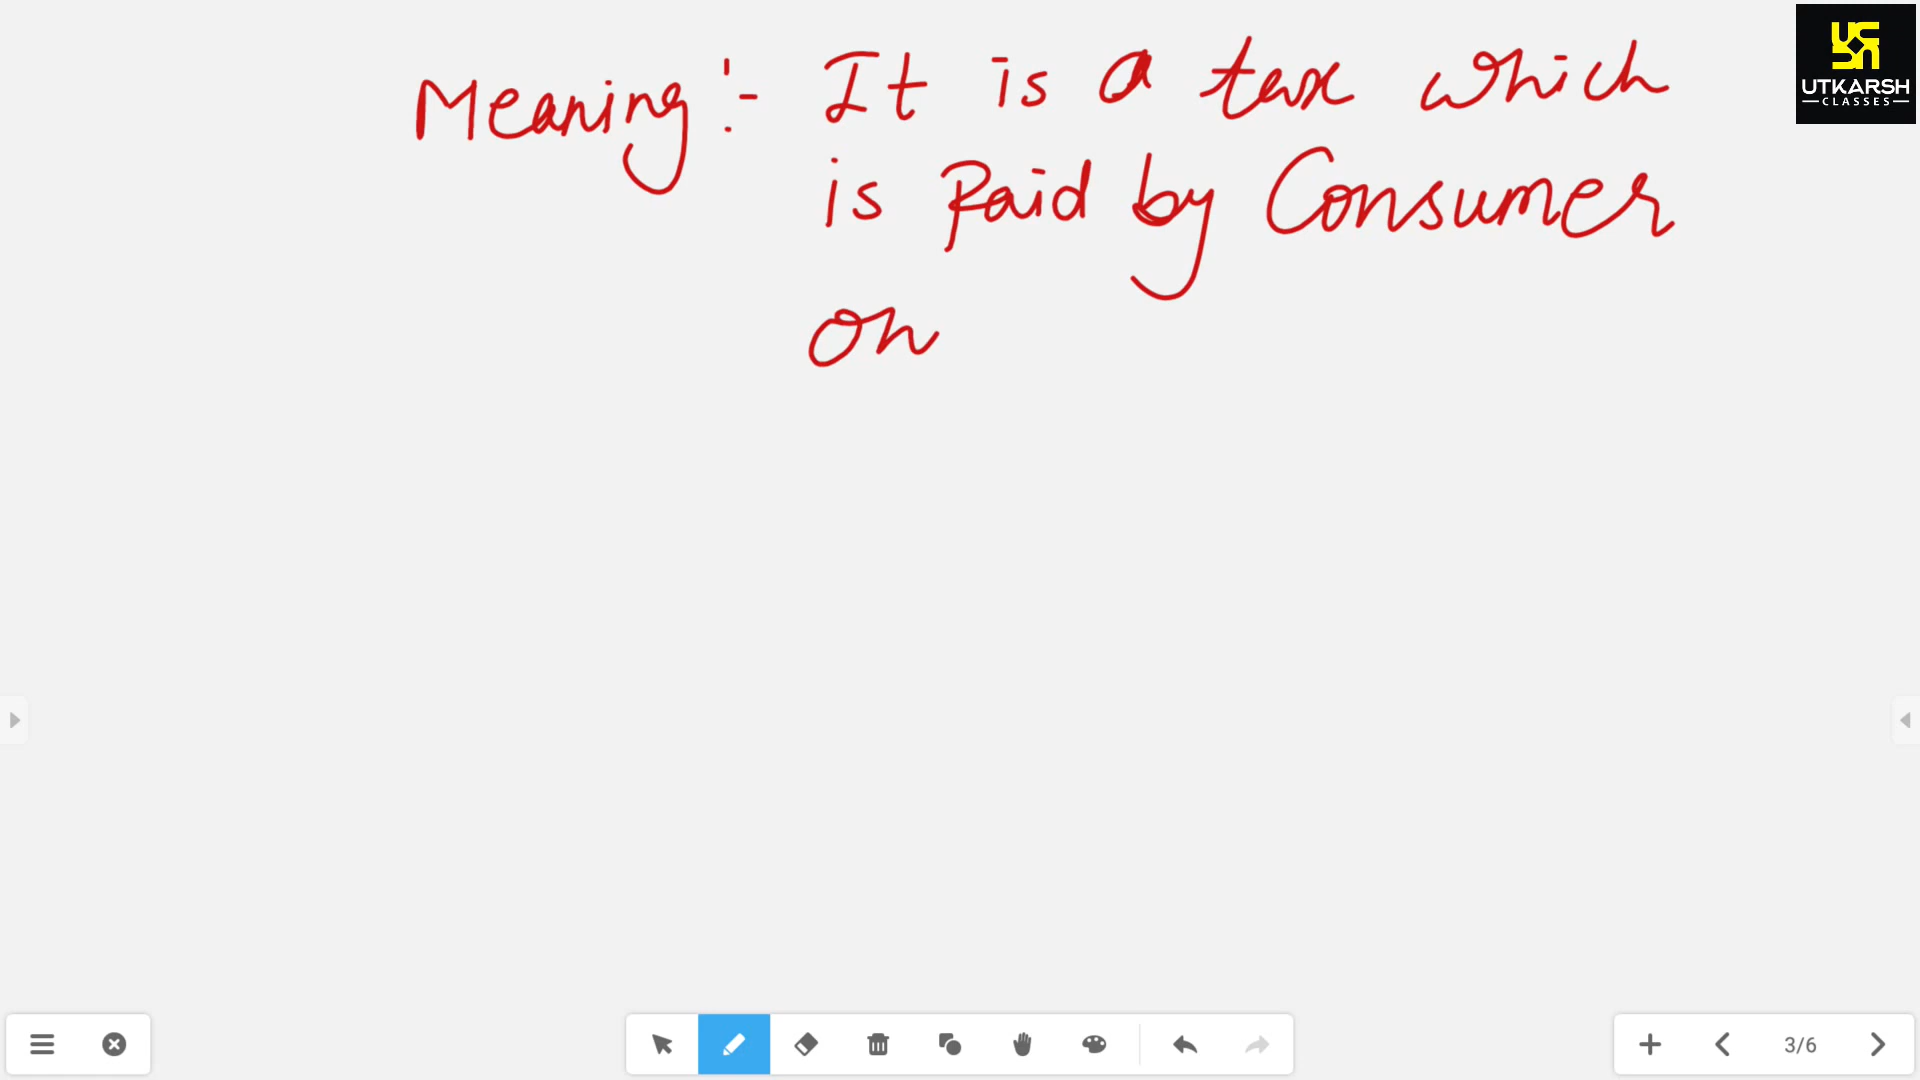 Meaning :- It is a tax which
is Paid by Consumer
on
UTKARSH
CLASSES
3/6